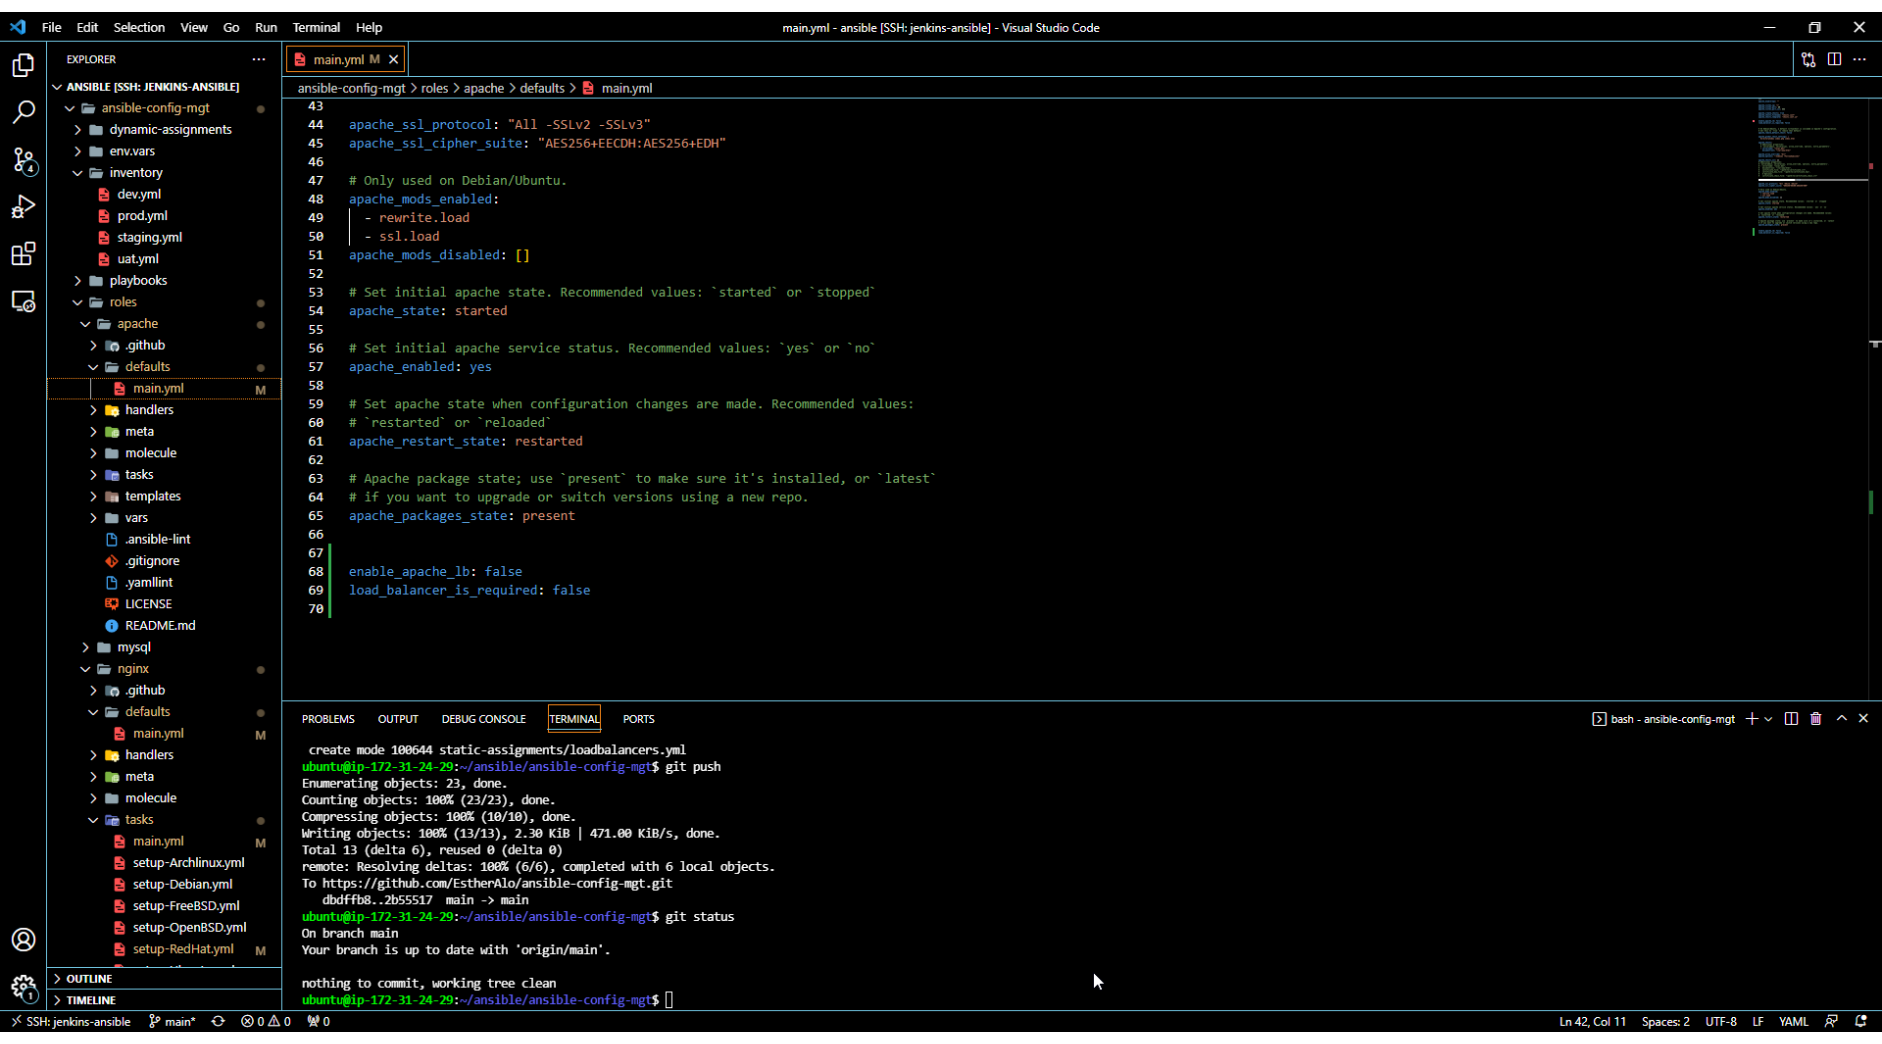 File Edit Selection View Go Run Terminal Help
main.yml - ansible [SSH: jenkins-ansible] - Visual Studio Code
EXPLORER
ANSIBLE [SSH: JENKINS-ANSIBLE]
ansible-config-mgt
dynamic-assignments
env.vars
inventory
dev.yml
prod.yml
staging.yml
uat.yml
playbooks
roles
apache
.github
defaults
main.yml M
handlers
meta
molecule
tasks
templates
vars
.ansible-lint
.gitignore
.yamllint
LICENSE
README.md
mysql
nginx
.github
defaults
main.yml M
handlers
meta
molecule
tasks
main.yml M
setup-Archlinux.yml
setup-Debian.yml
setup-FreeBSD.yml
setup-OpenBSD.yml
setup-RedHat.yml M
OUTLINE
TIMELINE
4
1
main.yml M
ansible-config-mgt > roles > apache > defaults > main.yml
43
44 apache_ssl_protocol: "All -SSLv2 -SSLv3"
45 apache_ssl_cipher_suite: "AES256+EECDH:AES256+EDH"
46
47 # Only used on Debian/Ubuntu.
48 apache_mods_enabled:
49 - rewrite.load
50 - ssl.load
51 apache_mods_disabled: []
52
53 # Set initial apache state. Recommended values: `started` or `stopped`
54 apache_state: started
55
56 # Set initial apache service status. Recommended values: `yes` or `no`
57 apache_enabled: yes
58
59 # Set apache state when configuration changes are made. Recommended values:
60 # `restarted` or `reloaded`
61 apache_restart_state: restarted
62
63 # Apache package state; use `present` to make sure it's installed, or `latest`
64 # if you want to upgrade or switch versions using a new repo.
65 apache_packages_state: present
66
67
68 enable_apache_lb: false
69 load_balancer_is_required: false
70
PROBLEMS OUTPUT DEBUG CONSOLE TERMINAL PORTS
bash - ansible-config-mgt
create mode 100644 static-assignments/loadbalancers.yml
ubuntu@ip-172-31-24-29:~/ansible/ansible-config-mgt$ git push
Enumerating objects: 23, done.
Counting objects: 100% (23/23), done.
Compressing objects: 100% (10/10), done.
Writing objects: 100% (13/13), 2.30 KiB | 471.00 KiB/s, done.
Total 13 (delta 6), reused 0 (delta 0)
remote: Resolving deltas: 100% (6/6), completed with 6 local objects.
To https://github.com/EstherAlo/ansible-config-mgt.git
dbdffb8..2b55517 main -> main
ubuntu@ip-172-31-24-29:~/ansible/ansible-config-mgt$ git status
On branch main
Your branch is up to date with 'origin/main'.
nothing to commit, working tree clean
ubuntu@ip-172-31-24-29:~/ansible/ansible-config-mgt$
SSH: jenkins-ansible main* 0 0 0
Ln 42, Col 11 Spaces: 2 UTF-8 LF YAML